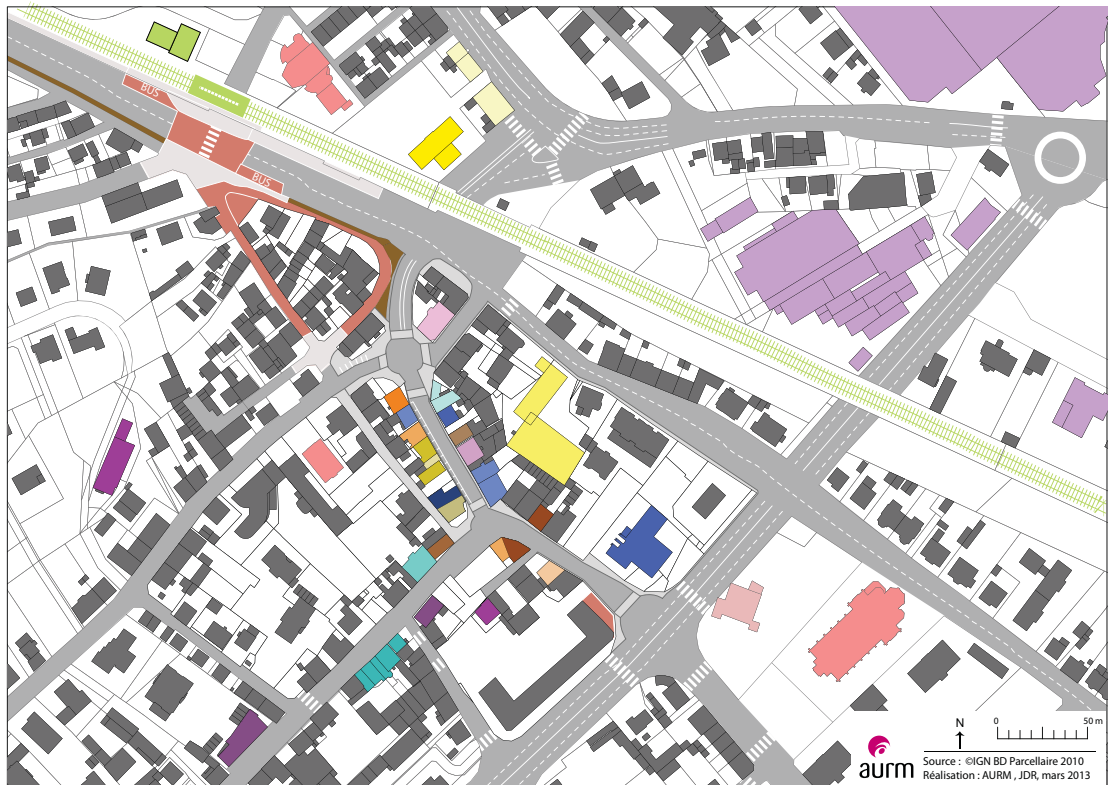 BUS
BUS
N
0
50 m
aurm
Source : ©IGN BD Parcellaire 2010
Réalisation : AURM , JDR, mars 2013